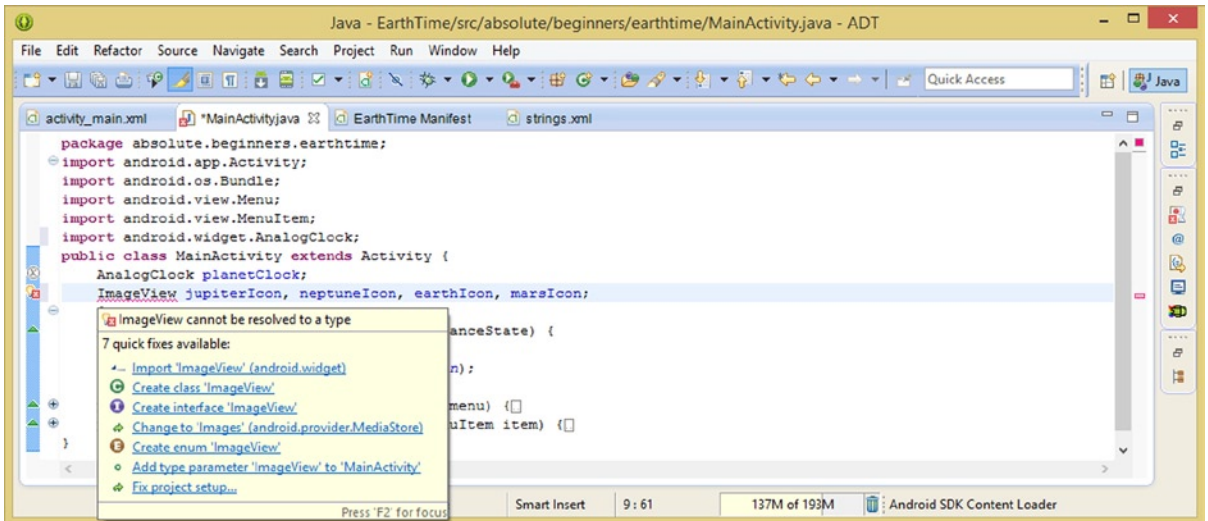 Java - EarthTime/src/absolute/beginners/earthtime/MainActivity.java - ADT
File Edit Refactor Source Navigate Search Project Run Window Help
Quick Access
Java
activity_main.xml *MainActivity.java EarthTime Manifest strings.xml
package absolute.beginners.earthtime;
import android.app.Activity;
import android.os.Bundle;
import android.view.Menu;
import android.view.MenuItem;
import android.widget.AnalogClock;
public class MainActivity extends Activity {
AnalogClock planetClock;
ImageView jupiterIcon, neptuneIcon, earthIcon, marsIcon;
ImageView cannot be resolved to a type
anceState) {
7 quick fixes available:
Import 'ImageView' (android.widget)
n);
Create class 'ImageView'
Create interface 'ImageView'
menu) {
Change to 'Images' (android.provider.MediaStore)
uItem item) {
Create enum 'ImageView'
}
Add type parameter 'ImageView' to 'MainActivity'
Fix project setup...
Press 'F2' for focus
Smart Insert 9 : 61 137M of 193M Android SDK Content Loader